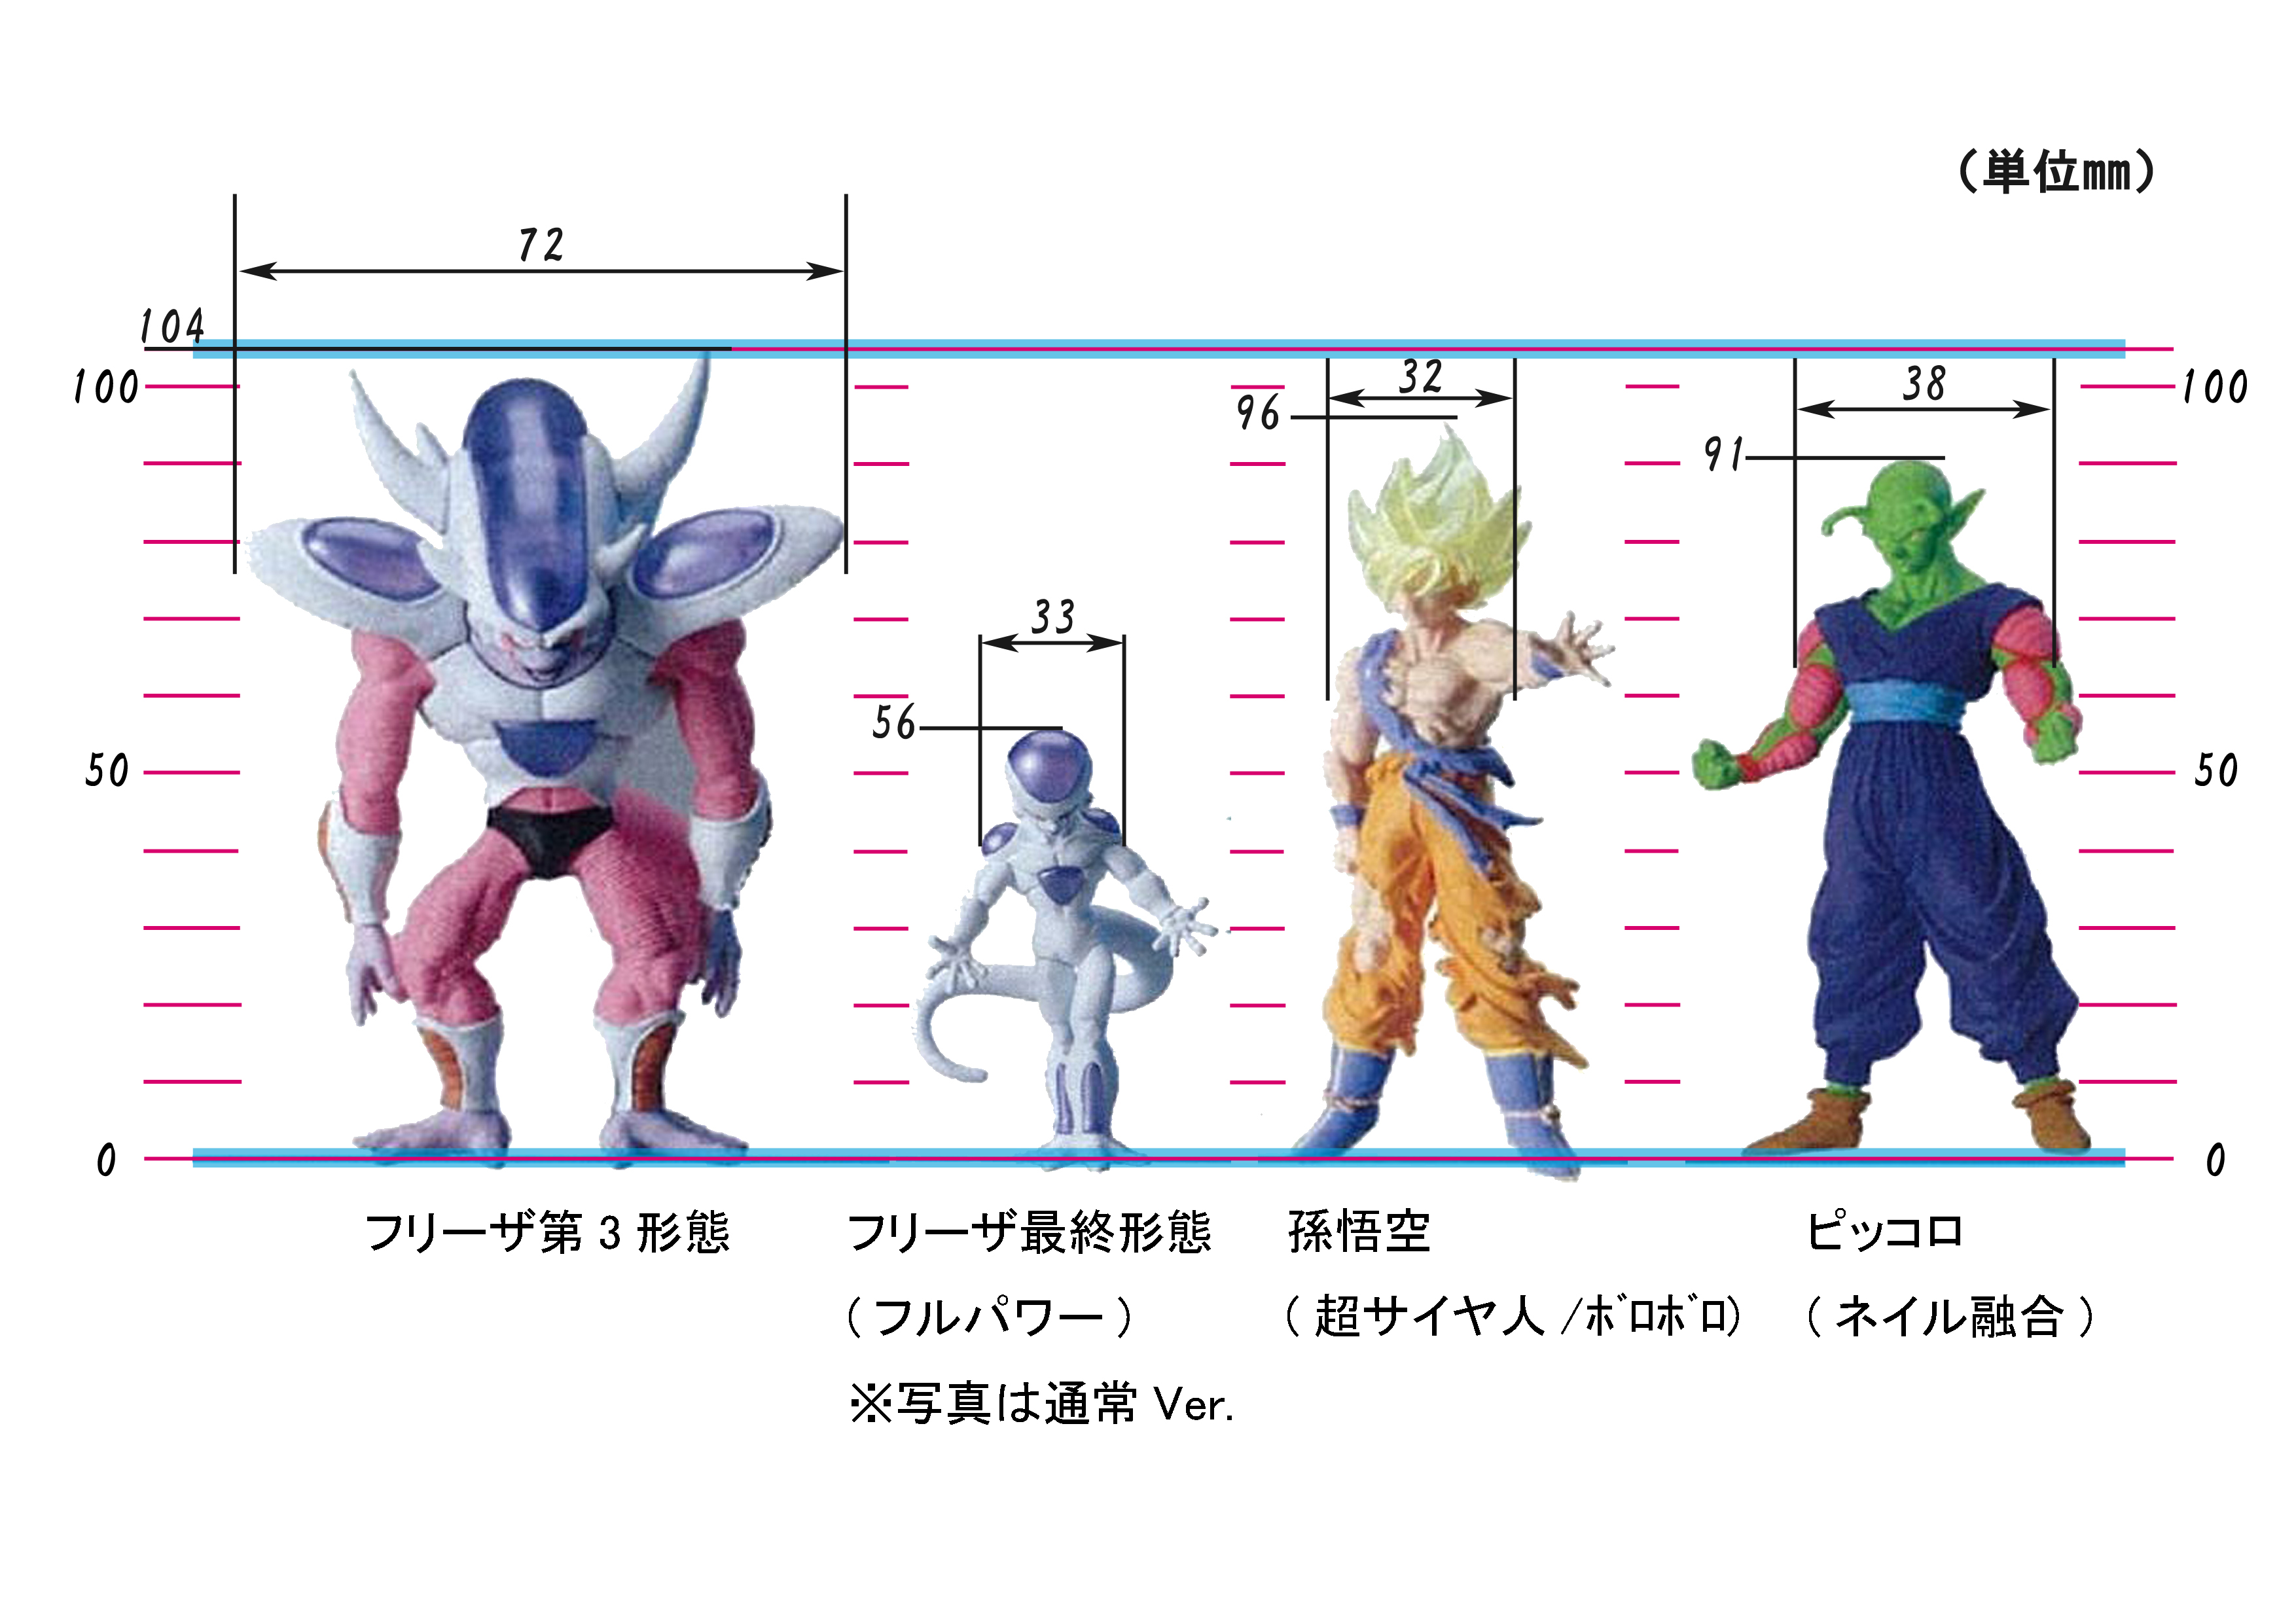 （単位㎜）
72
104
100
32
38
100
96
91
33
56
50
50
0
0
フリーザ第３形態
フリーザ最終形態
（フルパワー）
※写真は通常 Ver.
孫悟空
（超サイヤ人/ﾎﾞﾛﾎﾞﾛ）
ピッコロ
（ネイル融合）